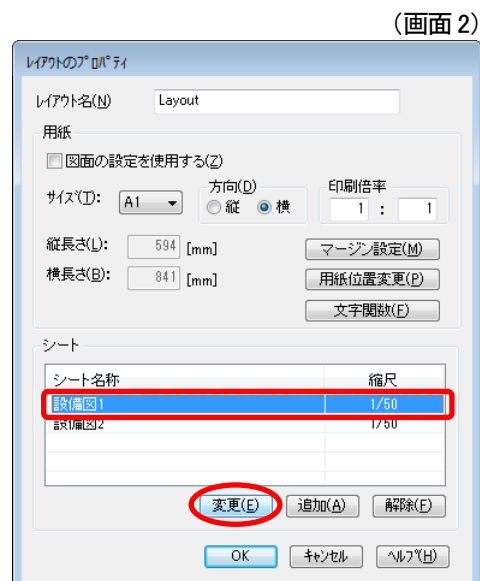 (画面 2)
レイアウトのプロパティ
レイアウト名(N) Layout
用紙
図面の設定を使用する(Z)
サイズ(T): A1 方向(D) 縦 横 印刷倍率 1 : 1
縦長さ(L): 594 [mm] マージン設定(M)
横長さ(B): 841 [mm] 用紙位置変更(P)
文字関数(F)
シート
シート名称 縮尺
設備図1 1/50
設備図2 1/50
変更(E) 追加(A) 解除(F)
OK キャンセル ヘルプ(H)